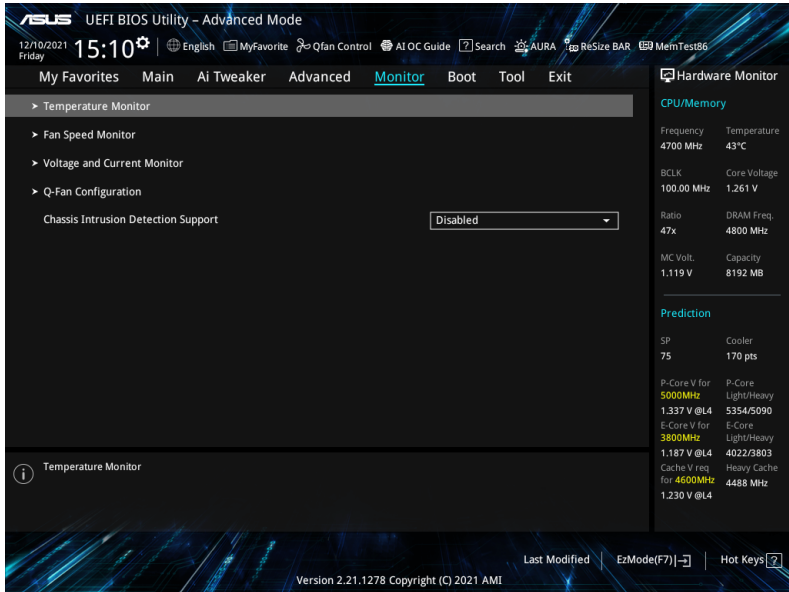 ASUS UEFI BIOS Utility – Advanced Mode
12/10/2021 Friday 15:10 English MyFavorite Qfan Control AI OC Guide ? Search AURA ReSize BAR MemTest86
My Favorites Main Ai Tweaker Advanced Monitor Boot Tool Exit
> Temperature Monitor
> Fan Speed Monitor
> Voltage and Current Monitor
> Q-Fan Configuration
Chassis Intrusion Detection Support Disabled
Temperature Monitor
Hardware Monitor
CPU/Memory
Frequency Temperature
4700 MHz 43°C
BCLK Core Voltage
100.00 MHz 1.261 V
Ratio DRAM Freq.
47x 4800 MHz
MC Volt. Capacity
1.119 V 8192 MB
Prediction
SP Cooler
75 170 pts
P-Core V for P-Core
5000MHz Light/Heavy
1.337 V @L4 5354/5090
E-Core V for E-Core
3800MHz Light/Heavy
1.187 V @L4 4022/3803
Cache V req Heavy Cache
for 4600MHz 4488 MHz
1.230 V @L4
Last Modified EzMode(F7) Hot Keys ?
Version 2.21.1278 Copyright (C) 2021 AMI